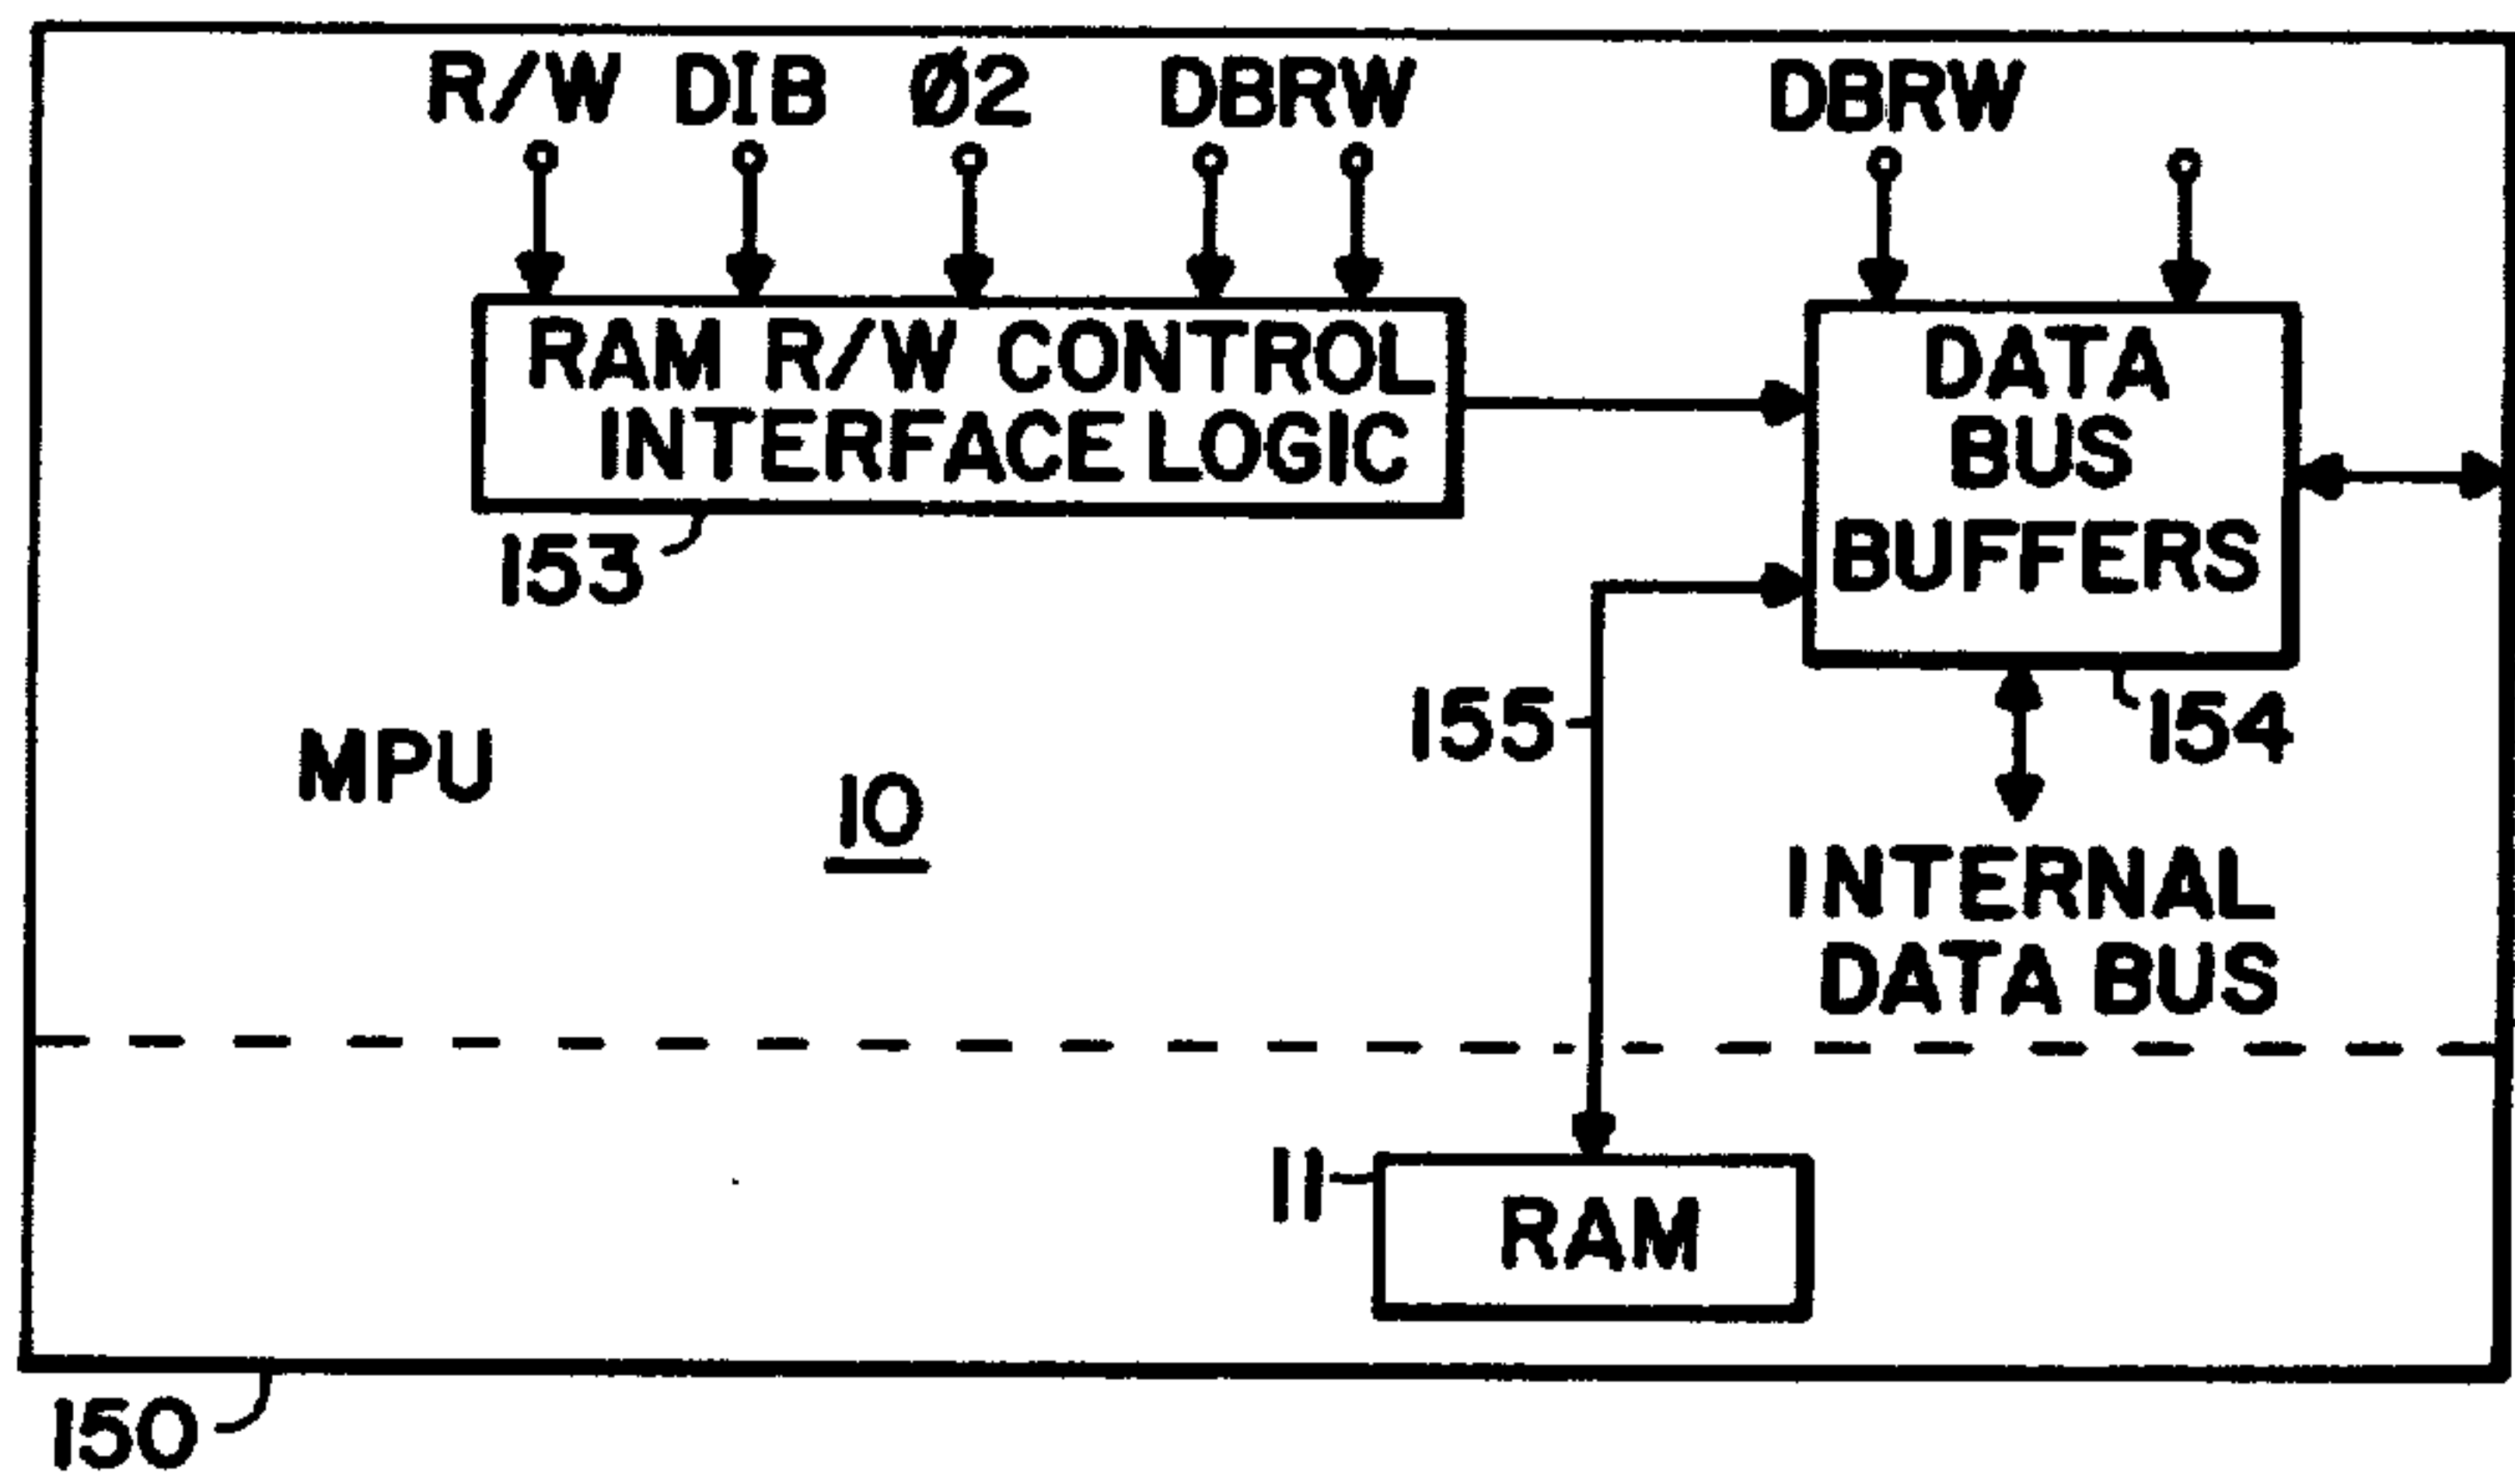 R/W DIB Ø2 DBRW DBRW
RAM R/W CONTROL
INTERFACE LOGIC
153
DATA
BUS
BUFFERS
155
154
MPU
10
INTERNAL
DATA BUS
11
RAM
150